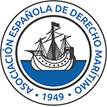 ASOCIACIÓN ESPAÑOLA DE DERECHO MARÍTIMO
· 1949 ·